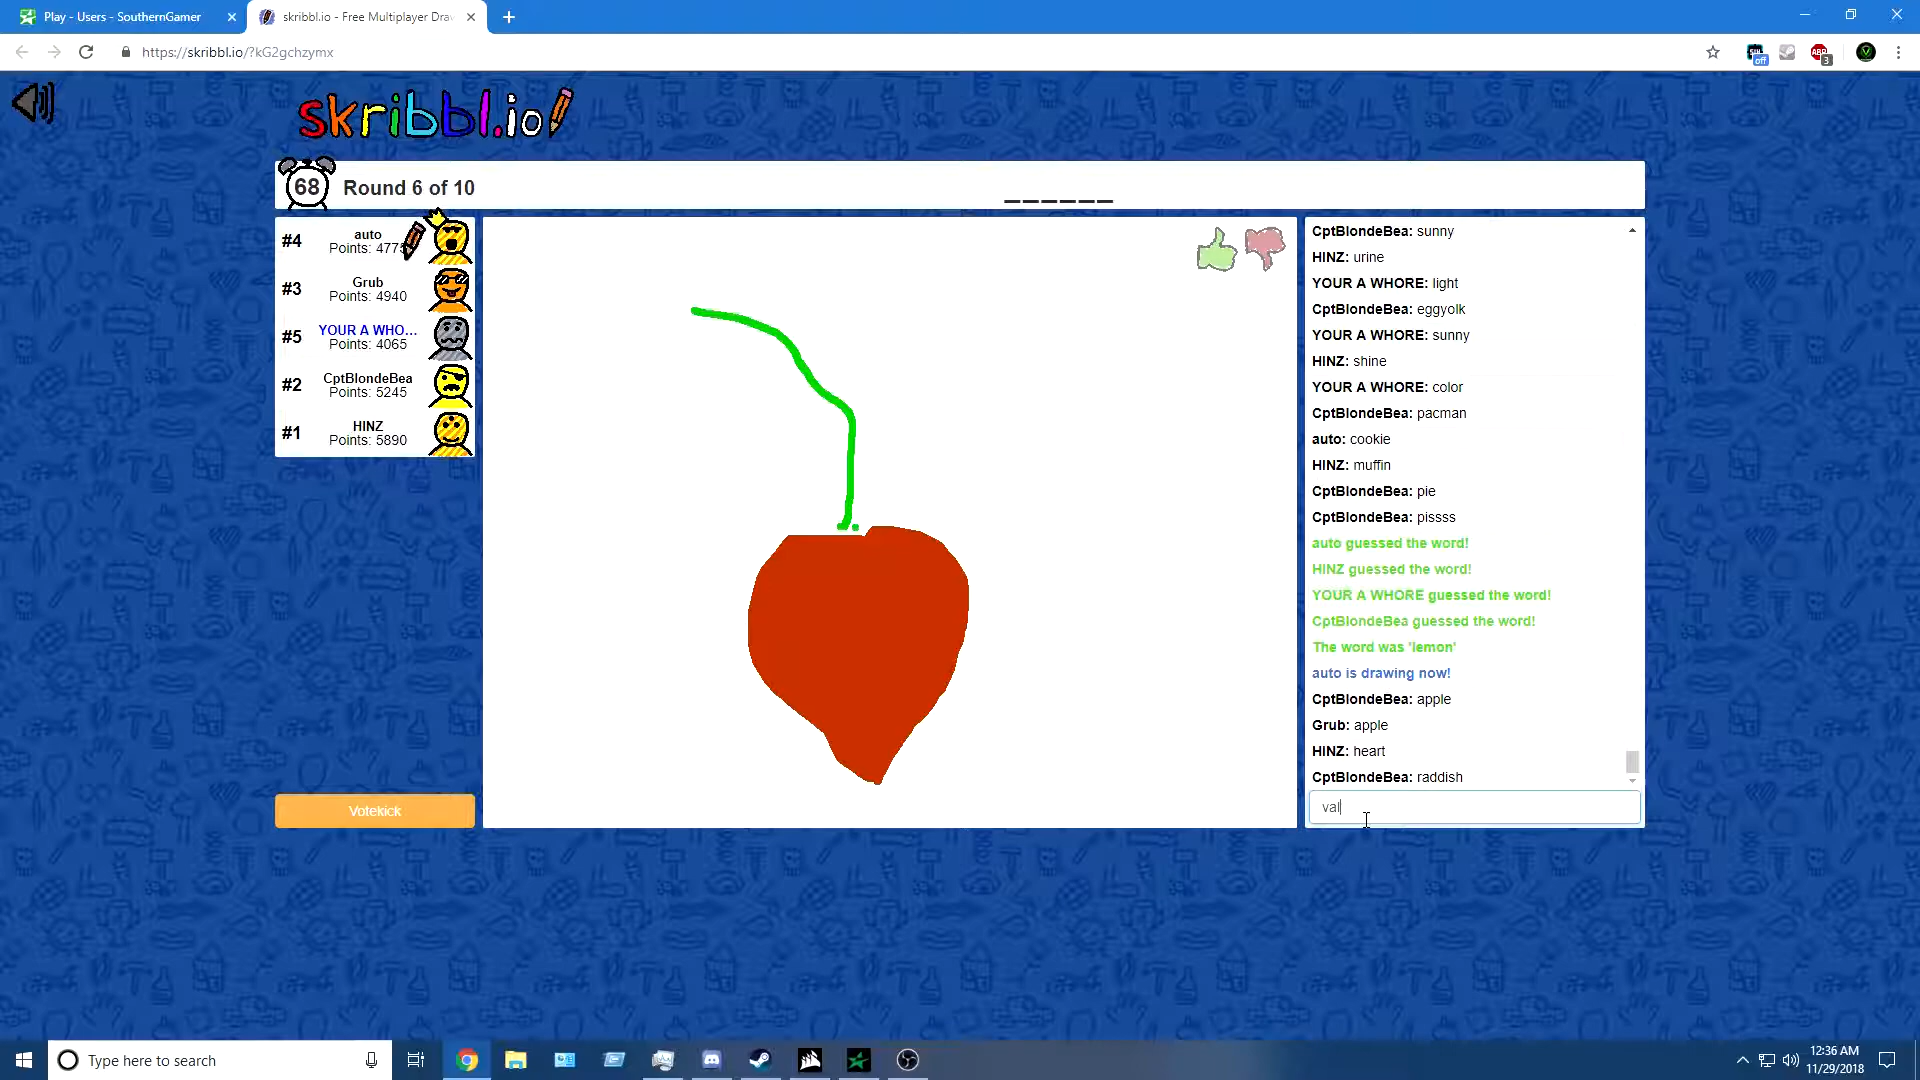 Play - Users - SouthernGamer
skribbl.io - Free Multiplayer Dra
https://skribbl.io/?kG2gchzymx
off
ABP
3
skribbl.io
68
Round 6 of 10
______
#4
auto
Points: 4775
#3
Grub
Points: 4940
#5
YOUR A WHO...
Points: 4065
#2
CptBlondeBea
Points: 5245
#1
HINZ
Points: 5890
Votekick
CptBlondeBea: sunny
HINZ: urine
YOUR A WHORE: light
CptBlondeBea: eggyolk
YOUR A WHORE: sunny
HINZ: shine
YOUR A WHORE: color
CptBlondeBea: pacman
auto: cookie
HINZ: muffin
CptBlondeBea: pie
CptBlondeBea: pissss
auto guessed the word!
HINZ guessed the word!
YOUR A WHORE guessed the word!
CptBlondeBea guessed the word!
The word was 'lemon'
auto is drawing now!
CptBlondeBea: apple
Grub: apple
HINZ: heart
CptBlondeBea: raddish
val
Type here to search
12:36 AM
11/29/2018